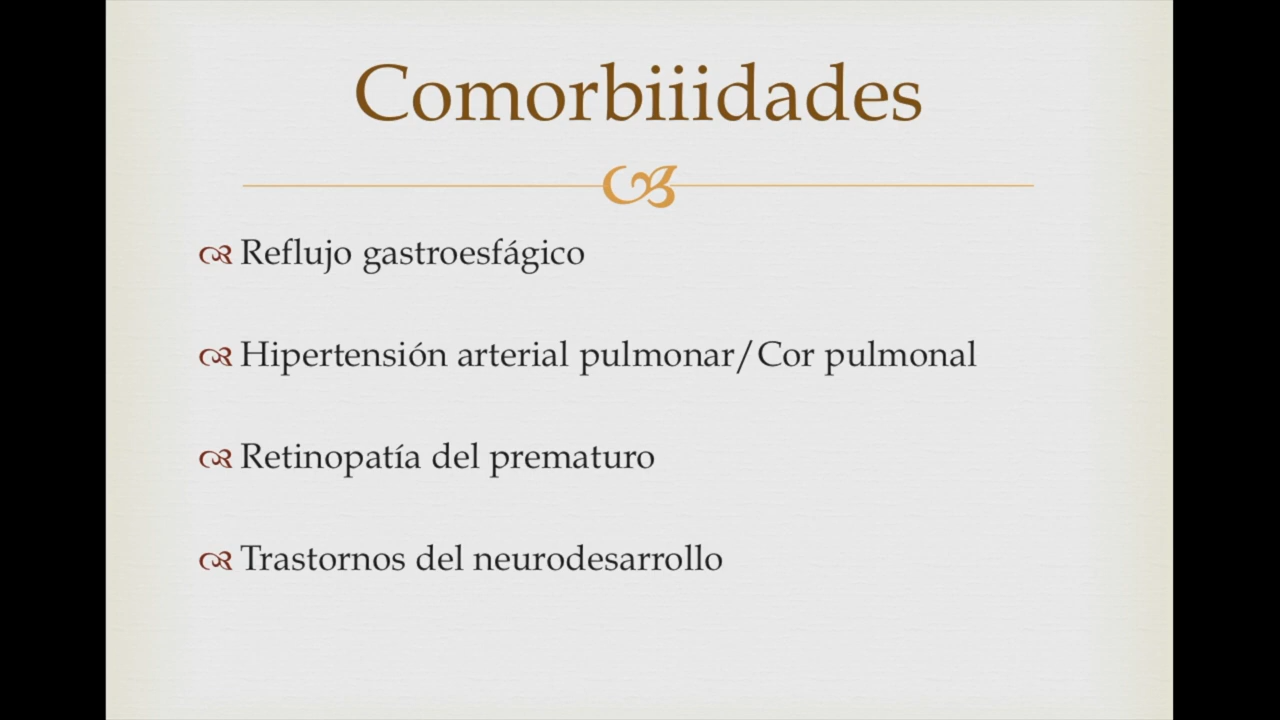 Comorbiiidades
Reflujo gastroesfágico
Hipertensión arterial pulmonar/Cor pulmonal
Retinopatía del prematuro
Trastornos del neurodesarrollo